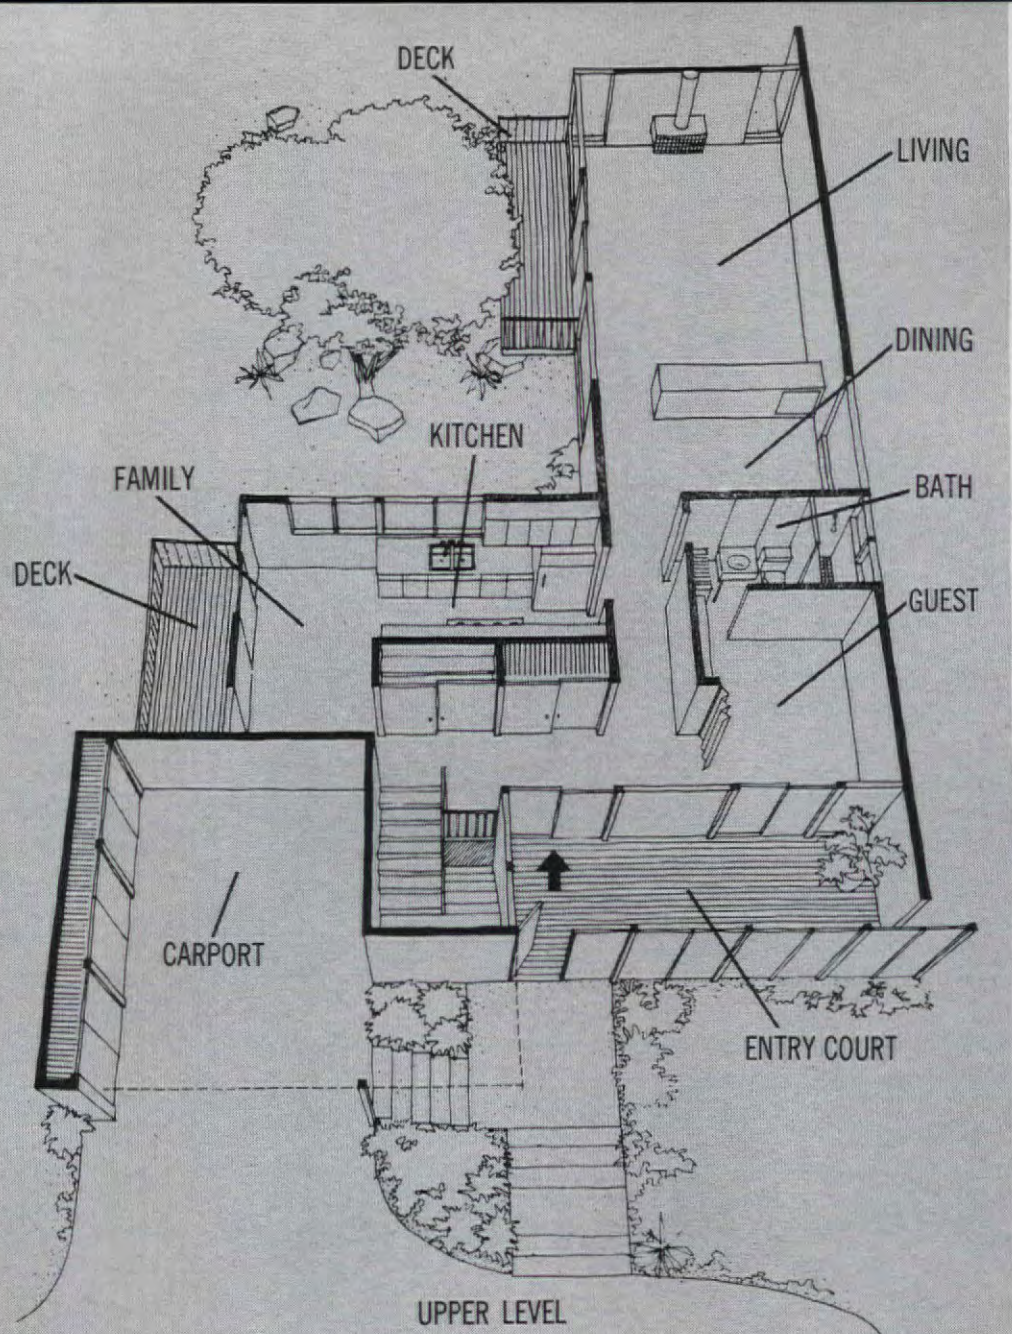 DECK
LIVING
DINING
KITCHEN
FAMILY
BATH
DECK
GUEST
CARPORT
ENTRY COURT
UPPER LEVEL